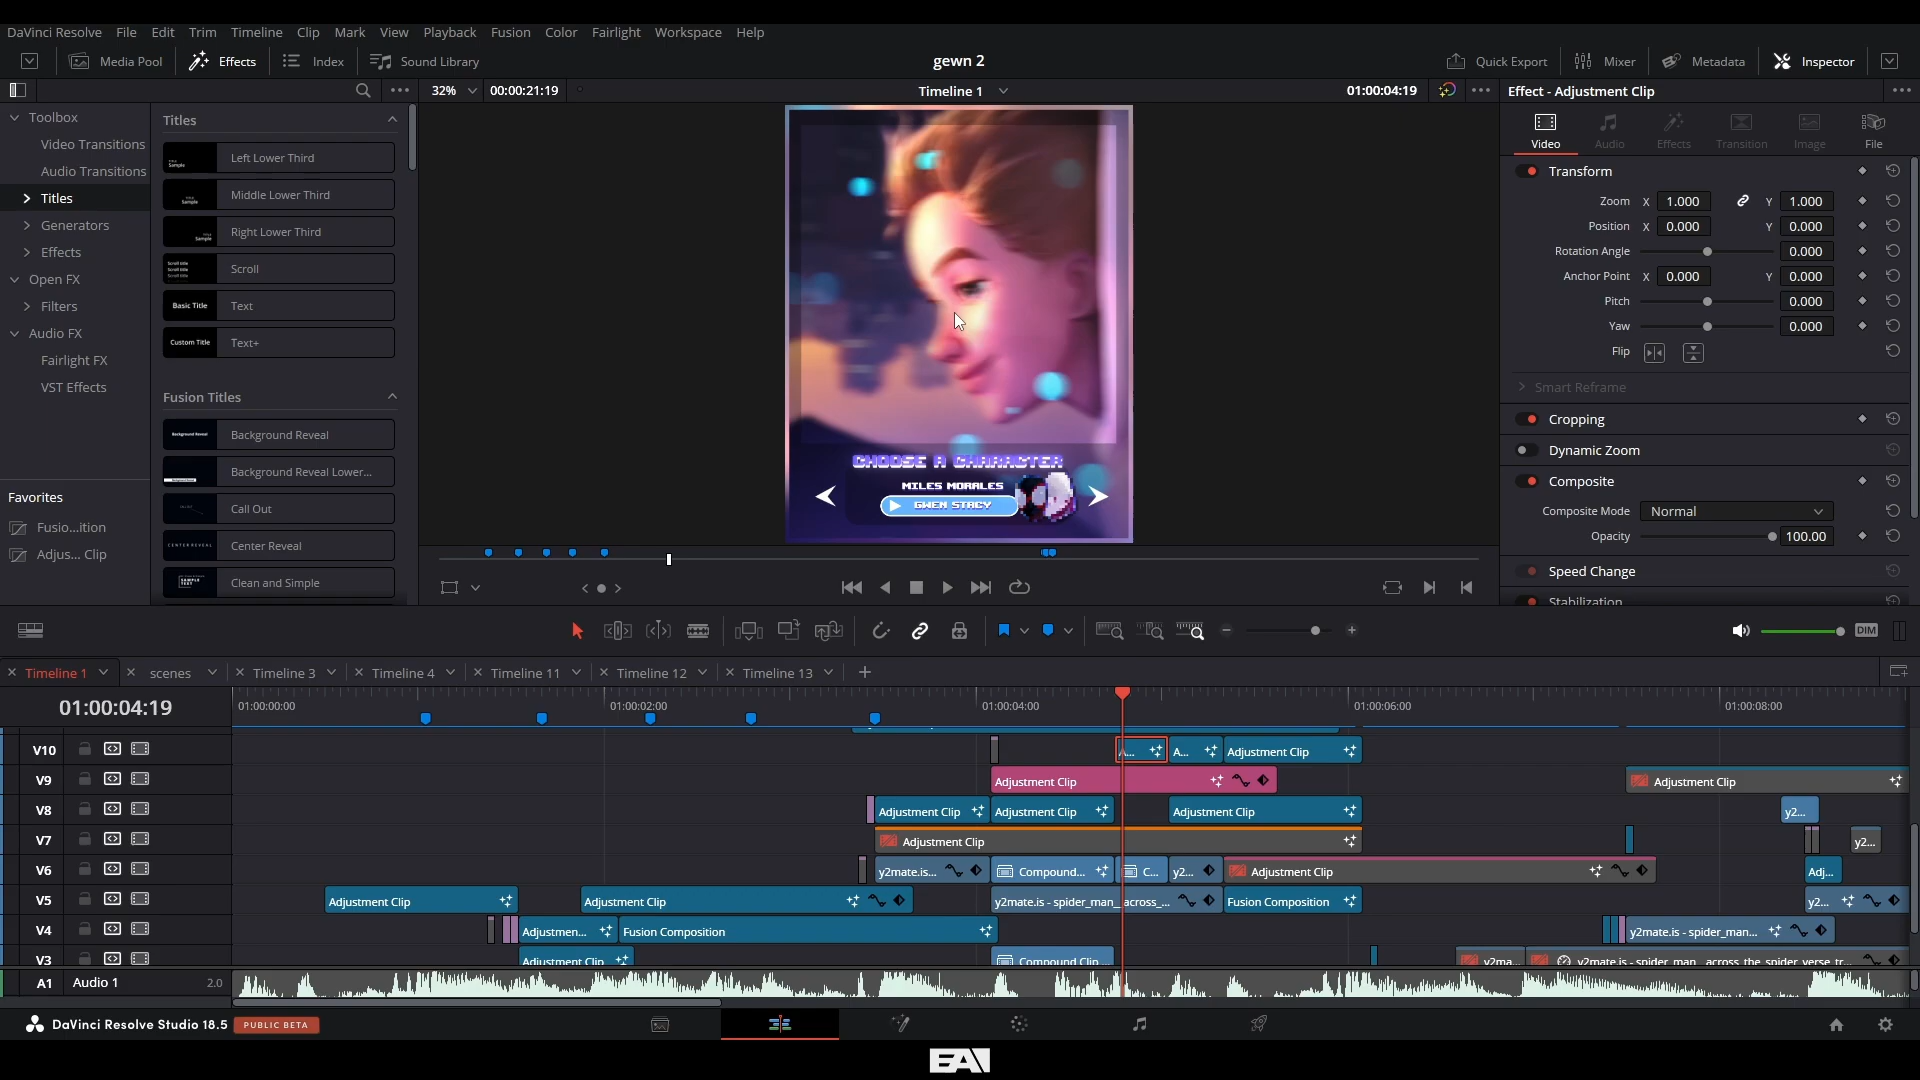 DaVinci Resolve File Edit Trim Timeline Clip Mark View Playback Fusion Color Fairlight Workspace Help
Media Pool Effects Index Sound Library gewn 2 Quick Export Mixer Metadata Inspector
32% 00:00:21:19 Timeline 1 01:00:04:19 Effect - Adjustment Clip
Toolbox
Video Transitions
Audio Transitions
Titles
Generators
Effects
Open FX
Filters
Audio FX
Fairlight FX
VST Effects
Favorites
Fusio...ition
Adjus... Clip
Titles
Left Lower Third
Middle Lower Third
Right Lower Third
Scroll
Basic Title Text
Custom Title Text+
Fusion Titles
Background Reveal
Background Reveal Lower...
Call Out
Center Reveal
Clean and Simple
CHOOSE A CHARACTER
MILES MORALES
GWEN STACY
Video Audio Effects Transition Image File
Transform
Zoom X 1.000 Y 1.000
Position X 0.000 Y 0.000
Rotation Angle 0.000
Anchor Point X 0.000 Y 0.000
Pitch 0.000
Yaw 0.000
Flip
Smart Reframe
Cropping
Dynamic Zoom
Composite
Composite Mode Normal
Opacity 100.00
Speed Change
Stabilization
DIM
Timeline 1 scenes Timeline 3 Timeline 4 Timeline 11 Timeline 12 Timeline 13
01:00:04:19 01:00:00:00 01:00:02:00 01:00:04:00 01:00:06:00 01:00:08:00
V10 A... A... Adjustment Clip
V9 Adjustment Clip Adjustment Clip
V8 Adjustment Clip Adjustment Clip Adjustment Clip y2...
V7 Adjustment Clip y2...
V6 y2mate.is... Compound... C... y2... Adjustment Clip Adj...
V5 Adjustment Clip Adjustment Clip y2mate.is - spider_man_ across_... Fusion Composition y2...
V4 Adjustmen... Fusion Composition y2mate.is - spider_man...
V3 Adjustment Clip Compound Clip ... y2ma... y2mate.is - spider_man_ across_the_spider_verse_tr...
A1 Audio 1 2.0
DaVinci Resolve Studio 18.5 PUBLIC BETA